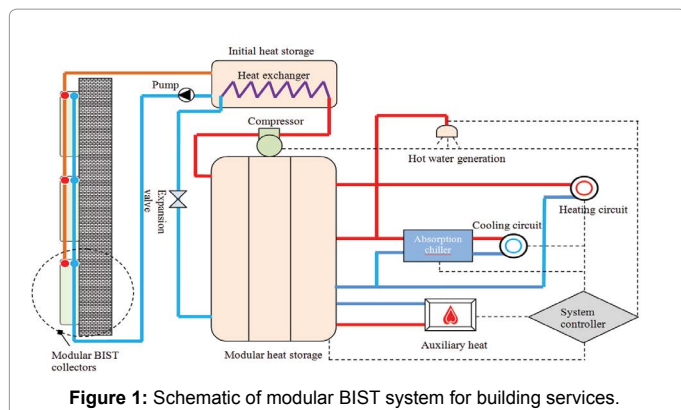 Initial heat storage
Heat exchanger
Pump
Compressor
Hot water generation
Expansion
valve
Heating circuit
Cooling circuit
Absorption
chiller
System
controller
Auxiliary heat
Modular BIST
collectors
Modular heat storage
Figure 1: Schematic of modular BIST system for building services.